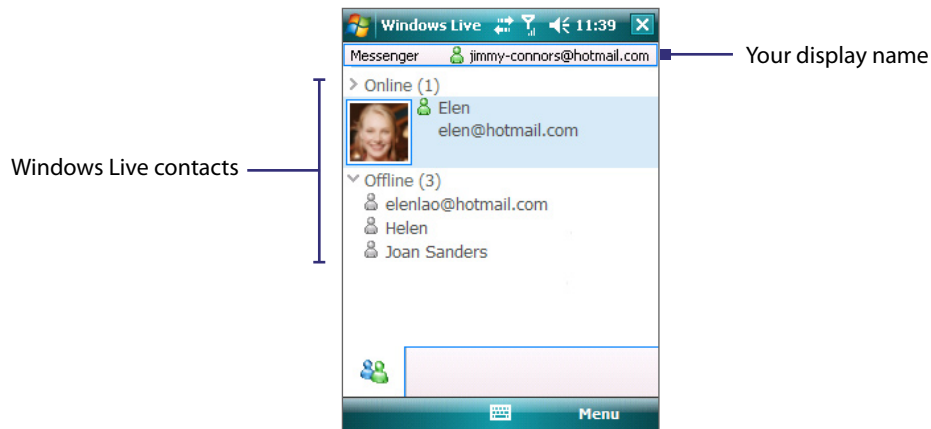 Windows Live 11:39
Messenger jimmy-connors@hotmail.com
Your display name
Online (1)
Elen
elen@hotmail.com
Windows Live contacts
Offline (3)
elenlao@hotmail.com
Helen
Joan Sanders
Menu